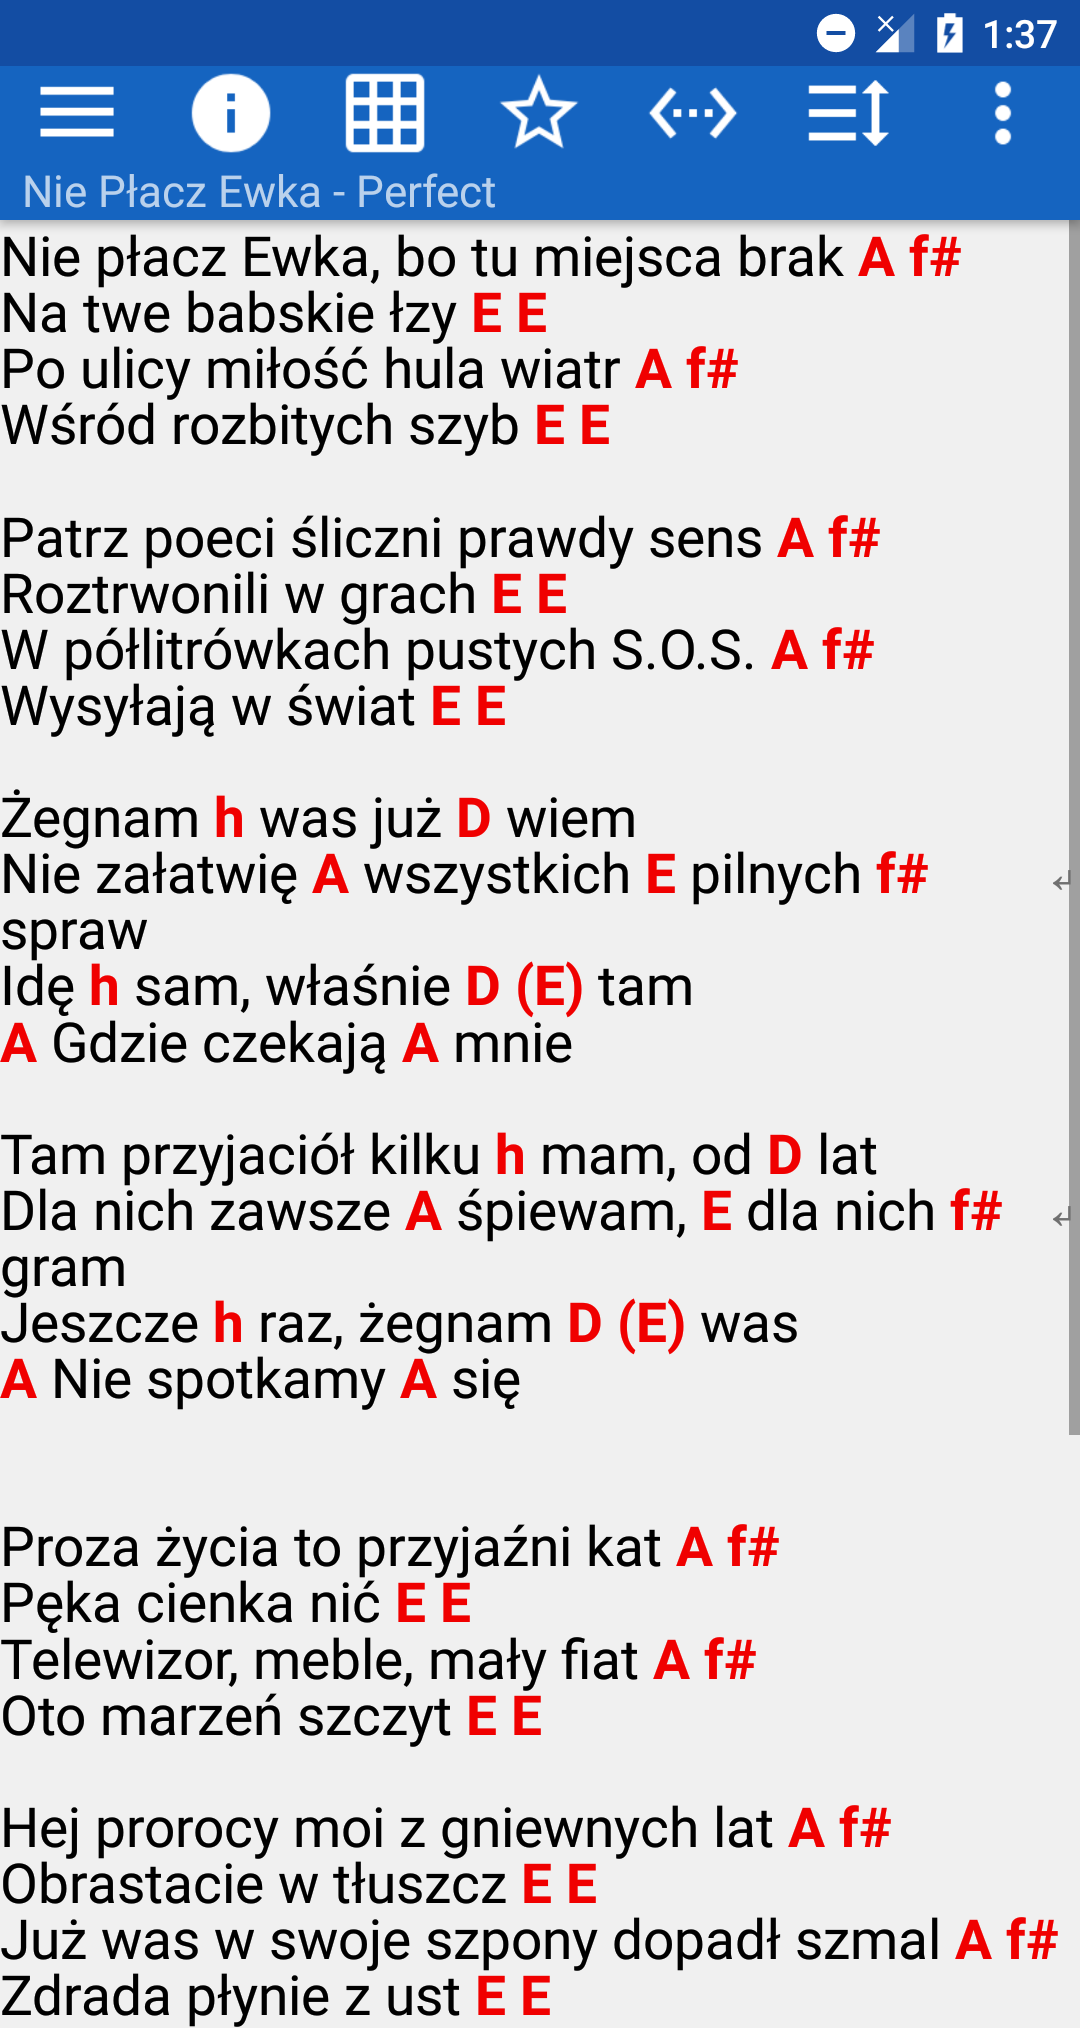 1:37
Nie Płacz Ewka - Perfect
Nie płacz Ewka, bo tu miejsca brak A f#
Na twe babskie łzy E E
Po ulicy miłość hula wiatr A f#
Wśród rozbitych szyb E E
Patrz poeci śliczni prawdy sens A f#
Roztrwonili w grach E E
W półlitrówkach pustych S.O.S. A f#
Wysyłają w świat E E
Żegnam h was już D wiem
Nie załatwię A wszystkich E pilnych f#
spraw
Idę h sam, właśnie D (E) tam
A Gdzie czekają A mnie
Tam przyjaciół kilku h mam, od D lat
Dla nich zawsze A śpiewam, E dla nich f#
gram
Jeszcze h raz, żegnam D (E) was
A Nie spotkamy A się
Proza życia to przyjaźni kat A f#
Pęka cienka nić E E
Telewizor, meble, mały fiat A f#
Oto marzeń szczyt E E
Hej prorocy moi z gniewnych lat A f#
Obrastacie w tłuszcz E E
Już was w swoje szpony dopadł szmal A f#
Zdrada płynie z ust E E